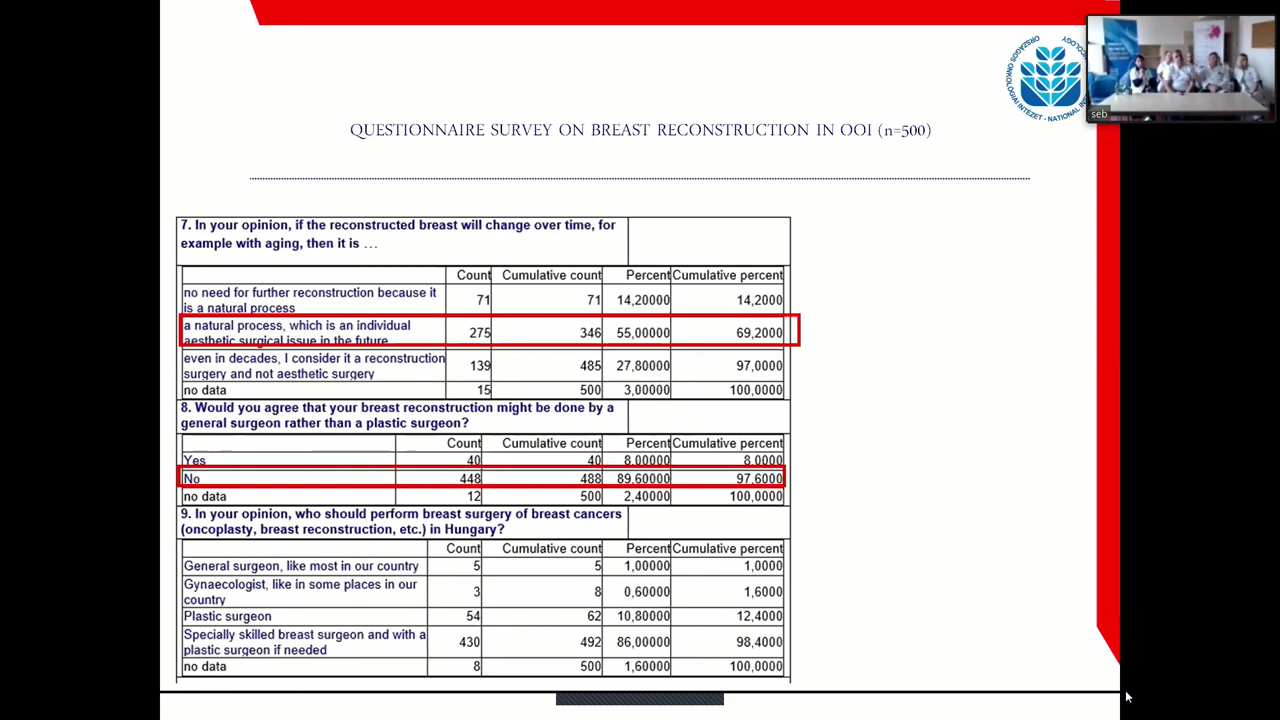 ORSZÁGOS ONKOLÓGIAI INTÉZET - NATIONAL
seb
QUESTIONNAIRE SURVEY ON BREAST RECONSTRUCTION IN OOI (n=500)
7. In your opinion, if the reconstructed breast will change over time, for
example with aging, then it is …
Count Cumulative count Percent Cumulative percent
no need for further reconstruction because it
is a natural process 71 71 14,20000 14,2000
a natural process, which is an individual
aesthetic surgical issue in the future 275 346 55,00000 69,2000
even in decades, I consider it a reconstruction
surgery and not aesthetic surgery 139 485 27,80000 97,0000
no data 15 500 3,00000 100,0000
8. Would you agree that your breast reconstruction might be done by a
general surgeon rather than a plastic surgeon?
Count Cumulative count Percent Cumulative percent
Yes 40 40 8,00000 8,0000
No 448 488 89,60000 97,6000
no data 12 500 2,40000 100,0000
9. In your opinion, who should perform breast surgery of breast cancers
(oncoplasty, breast reconstruction, etc.) in Hungary?
Count Cumulative count Percent Cumulative percent
General surgeon, like most in our country 5 5 1,00000 1,0000
Gynaecologist, like in some places in our
country 3 8 0,60000 1,6000
Plastic surgeon 54 62 10,80000 12,4000
Specially skilled breast surgeon and with a
plastic surgeon if needed 430 492 86,00000 98,4000
no data 8 500 1,60000 100,0000